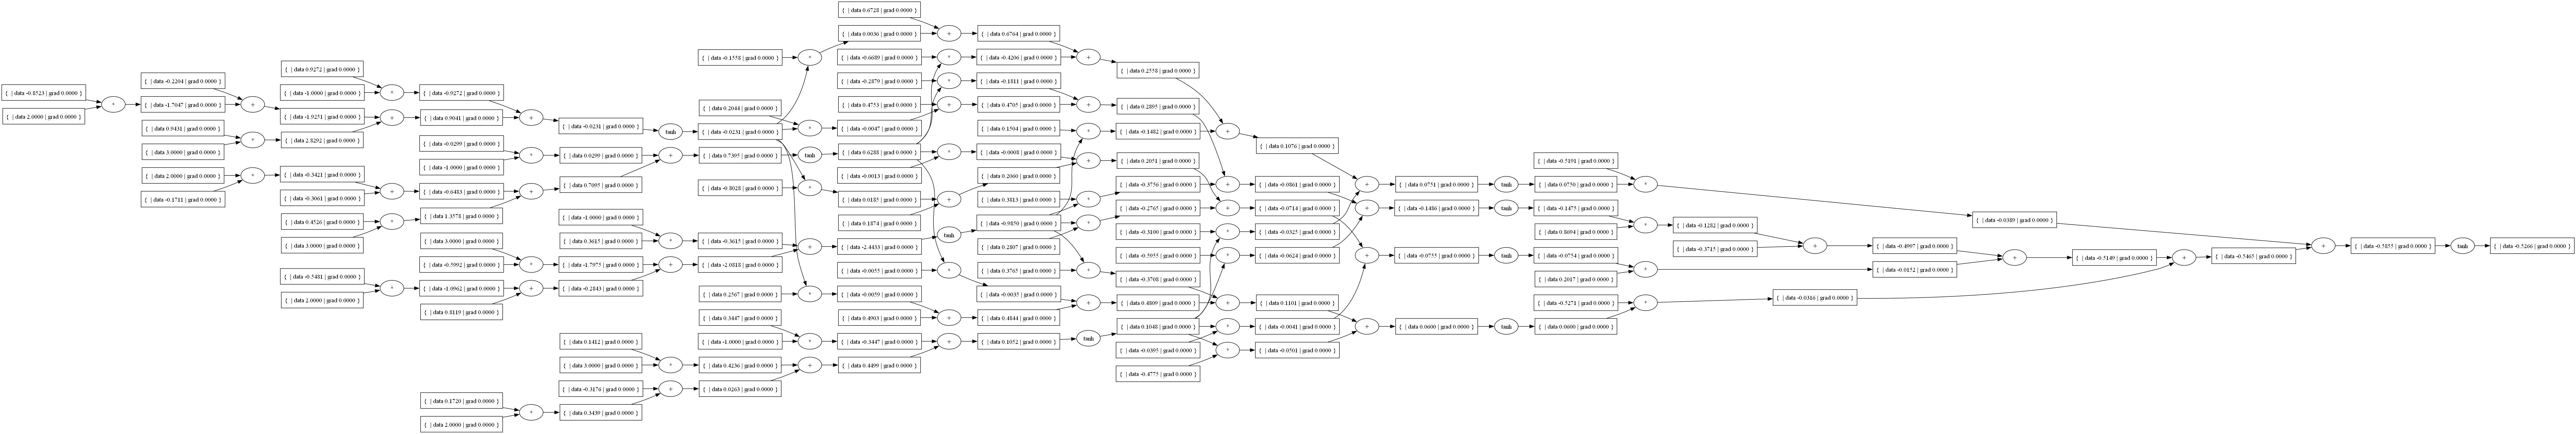 { | data 0.6728 | grad 0.0000 }
{ | data 0.0036 | grad 0.0000 }
+
{ | data 0.6764 | grad 0.0000 }
{ | data -0.1558 | grad 0.0000 }
*
{ | data -0.6689 | grad 0.0000 }
*
{ | data -0.4206 | grad 0.0000 }
+
{ | data 0.2558 | grad 0.0000 }
{ | data 0.9272 | grad 0.0000 }
{ | data -0.2204 | grad 0.0000 }
{ | data -0.2879 | grad 0.0000 }
*
{ | data -0.1811 | grad 0.0000 }
{ | data -0.8523 | grad 0.0000 }
{ | data -1.0000 | grad 0.0000 }
*
{ | data -0.9272 | grad 0.0000 }
*
{ | data -1.7047 | grad 0.0000 }
+
{ | data 0.4753 | grad 0.0000 }
+
{ | data 0.4705 | grad 0.0000 }
+
{ | data 0.2895 | grad 0.0000 }
{ | data 2.0000 | grad 0.0000 }
{ | data -1.9251 | grad 0.0000 }
+
{ | data 0.9041 | grad 0.0000 }
+
{ | data -0.0231 | grad 0.0000 }
tanh
{ | data 0.2044 | grad 0.0000 }
{ | data -0.0231 | grad 0.0000 }
*
{ | data -0.0047 | grad 0.0000 }
{ | data 0.9431 | grad 0.0000 }
*
{ | data 2.8292 | grad 0.0000 }
{ | data 3.0000 | grad 0.0000 }
{ | data 0.1504 | grad 0.0000 }
*
{ | data -0.1482 | grad 0.0000 }
+
{ | data 0.1076 | grad 0.0000 }
{ | data -0.0299 | grad 0.0000 }
{ | data -1.0000 | grad 0.0000 }
*
{ | data 0.0299 | grad 0.0000 }
+
{ | data 0.7395 | grad 0.0000 }
tanh
{ | data 0.6288 | grad 0.0000 }
*
{ | data -0.0008 | grad 0.0000 }
+
{ | data 0.2051 | grad 0.0000 }
{ | data 2.0000 | grad 0.0000 }
*
{ | data -0.3421 | grad 0.0000 }
{ | data -0.0013 | grad 0.0000 }
{ | data 0.2060 | grad 0.0000 }
{ | data -0.1711 | grad 0.0000 }
{ | data -0.3061 | grad 0.0000 }
+
{ | data -0.6483 | grad 0.0000 }
+
{ | data 0.7095 | grad 0.0000 }
{ | data -0.8028 | grad 0.0000 }
*
{ | data 0.0185 | grad 0.0000 }
+
{ | data 0.3813 | grad 0.0000 }
*
{ | data -0.3756 | grad 0.0000 }
+
{ | data -0.0861 | grad 0.0000 }
+
{ | data 0.0751 | grad 0.0000 }
tanh
{ | data -0.5191 | grad 0.0000 }
{ | data 0.0750 | grad 0.0000 }
*
{ | data 0.4526 | grad 0.0000 }
*
{ | data 1.3578 | grad 0.0000 }
{ | data 3.0000 | grad 0.0000 }
{ | data 0.1874 | grad 0.0000 }
{ | data -0.9850 | grad 0.0000 }
*
{ | data -0.2765 | grad 0.0000 }
+
{ | data -0.0714 | grad 0.0000 }
+
{ | data -0.1486 | grad 0.0000 }
tanh
{ | data -0.1475 | grad 0.0000 }
*
{ | data -0.1282 | grad 0.0000 }
{ | data -0.0389 | grad 0.0000 }
{ | data -1.0000 | grad 0.0000 }
{ | data 0.3615 | grad 0.0000 }
*
{ | data -0.3615 | grad 0.0000 }
+
{ | data -2.4433 | grad 0.0000 }
tanh
{ | data 0.2807 | grad 0.0000 }
{ | data -0.3100 | grad 0.0000 }
*
{ | data -0.0325 | grad 0.0000 }
{ | data 0.8694 | grad 0.0000 }
{ | data -0.3715 | grad 0.0000 }
+
{ | data -0.4997 | grad 0.0000 }
{ | data 3.0000 | grad 0.0000 }
{ | data -0.5992 | grad 0.0000 }
*
{ | data -1.7975 | grad 0.0000 }
+
{ | data -2.0818 | grad 0.0000 }
{ | data -0.5955 | grad 0.0000 }
*
{ | data -0.0624 | grad 0.0000 }
+
{ | data -0.0755 | grad 0.0000 }
tanh
{ | data -0.0754 | grad 0.0000 }
*
{ | data -0.0152 | grad 0.0000 }
+
{ | data -0.5149 | grad 0.0000 }
+
{ | data -0.5465 | grad 0.0000 }
+
{ | data -0.5855 | grad 0.0000 }
tanh
{ | data -0.5266 | grad 0.0000 }
{ | data -0.5481 | grad 0.0000 }
*
{ | data -1.0962 | grad 0.0000 }
+
{ | data -0.2843 | grad 0.0000 }
{ | data -0.0055 | grad 0.0000 }
*
{ | data 0.3765 | grad 0.0000 }
*
{ | data -0.3708 | grad 0.0000 }
{ | data 0.2017 | grad 0.0000 }
{ | data 2.0000 | grad 0.0000 }
{ | data 0.8119 | grad 0.0000 }
{ | data 0.2567 | grad 0.0000 }
*
{ | data -0.0059 | grad 0.0000 }
{ | data -0.0035 | grad 0.0000 }
+
{ | data 0.4809 | grad 0.0000 }
+
{ | data 0.1101 | grad 0.0000 }
{ | data -0.5271 | grad 0.0000 }
*
{ | data -0.0316 | grad 0.0000 }
{ | data 0.4903 | grad 0.0000 }
+
{ | data 0.4844 | grad 0.0000 }
{ | data 0.3447 | grad 0.0000 }
{ | data -1.0000 | grad 0.0000 }
*
{ | data -0.3447 | grad 0.0000 }
+
{ | data 0.1052 | grad 0.0000 }
tanh
{ | data 0.1048 | grad 0.0000 }
*
{ | data -0.0041 | grad 0.0000 }
+
{ | data 0.0600 | grad 0.0000 }
tanh
{ | data 0.0600 | grad 0.0000 }
{ | data -0.0395 | grad 0.0000 }
*
{ | data -0.0501 | grad 0.0000 }
{ | data -0.4775 | grad 0.0000 }
{ | data 0.1412 | grad 0.0000 }
{ | data 3.0000 | grad 0.0000 }
*
{ | data 0.4236 | grad 0.0000 }
+
{ | data 0.4499 | grad 0.0000 }
{ | data -0.3176 | grad 0.0000 }
+
{ | data 0.0263 | grad 0.0000 }
{ | data 0.1720 | grad 0.0000 }
*
{ | data 0.3439 | grad 0.0000 }
{ | data 2.0000 | grad 0.0000 }